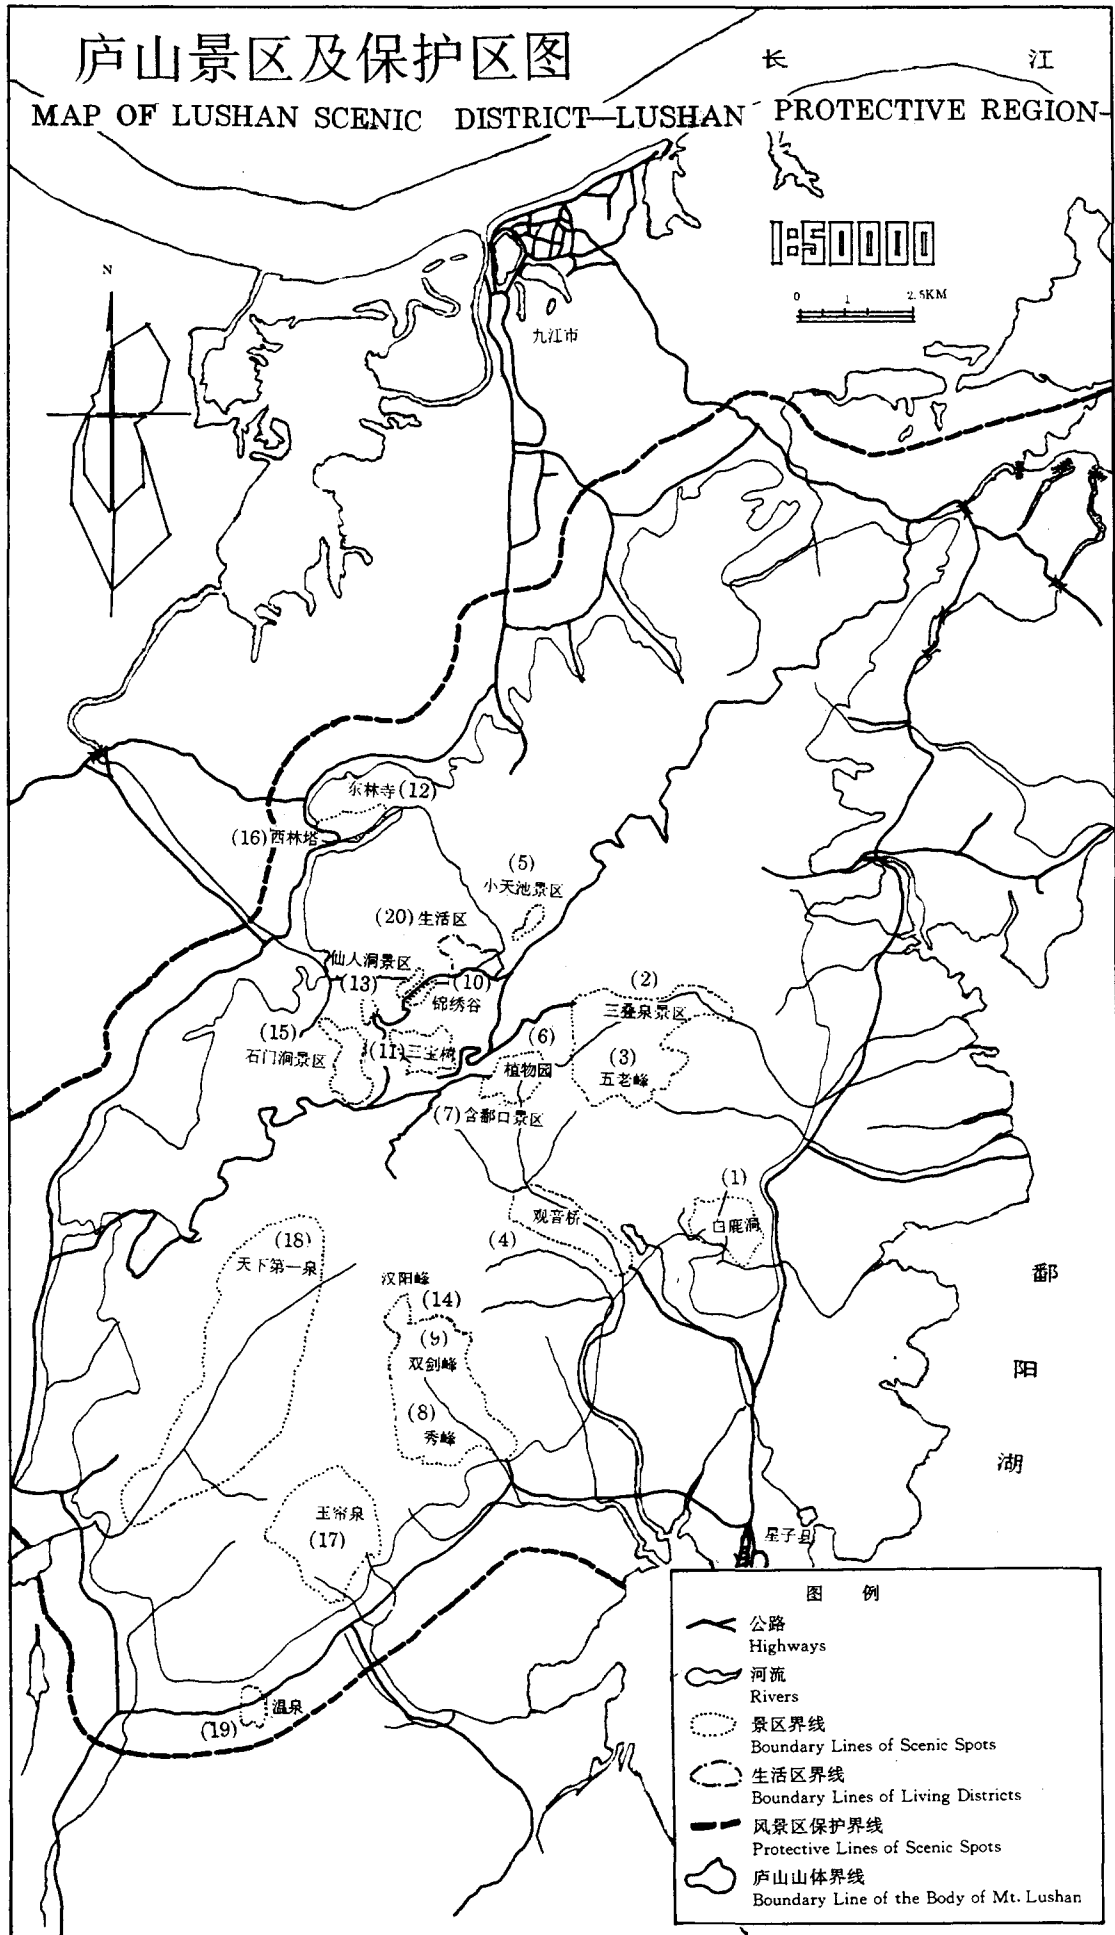 庐山景区及保护区图
长 江
MAP OF LUSHAN SCENIC DISTRICT—LUSHAN PROTECTIVE REGION-
1:50000
N
0 1 2.5KM
九江市
东林寺(12)
(16)西林塔
(5)
小天池景区
(20)生活区
仙人洞景区
(13)
(10)
锦绣谷
(2)
三叠泉景区
(15)
石门涧景区
(11)三宝树
(6)
植物园
(3)
五老峰
(7)含鄱口景区
(1)
白鹿洞
观音桥
(4)
(18)
天下第一泉
汉阳峰
(14)
(9)
双剑峰
(8)
秀峰
鄱
阳
湖
玉帘泉
(17)
星子县
温泉
(19)
图 例
公路
Highways
河流
Rivers
景区界线
Boundary Lines of Scenic Spots
生活区界线
Boundary Lines of Living Districts
风景区保护界线
Protective Lines of Scenic Spots
庐山山体界线
Boundary Line of the Body of Mt. Lushan